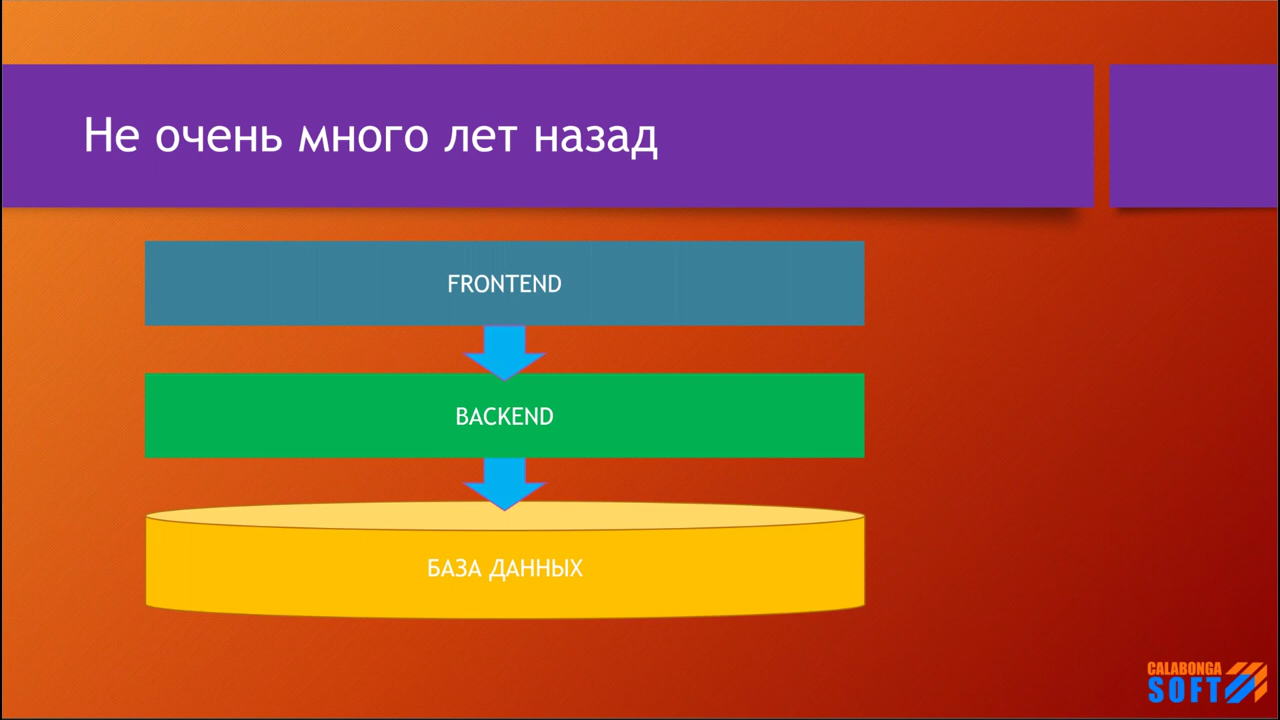 Не очень много лет назад
FRONTEND
BACKEND
БАЗА ДАННЫХ
CALABONGA
SOFT